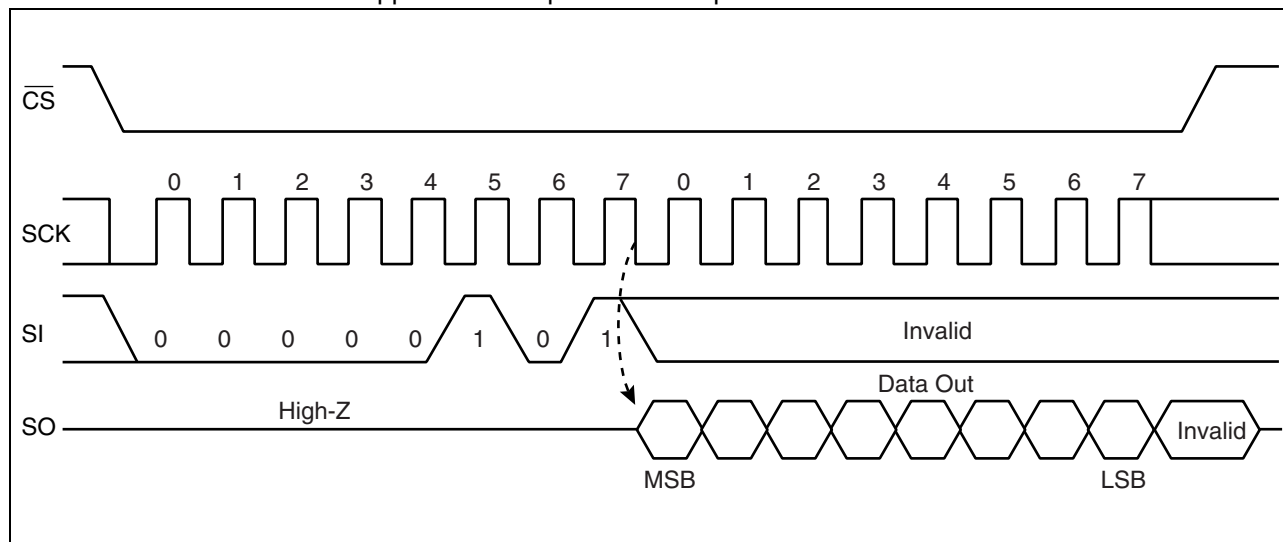 CS
0 1 2 3 4 5 6 7 0 1 2 3 4 5 6 7
SCK
SI
0 0 0 0 0 1 0 1
Invalid
Data Out
High-Z
SO
Invalid
MSB
LSB